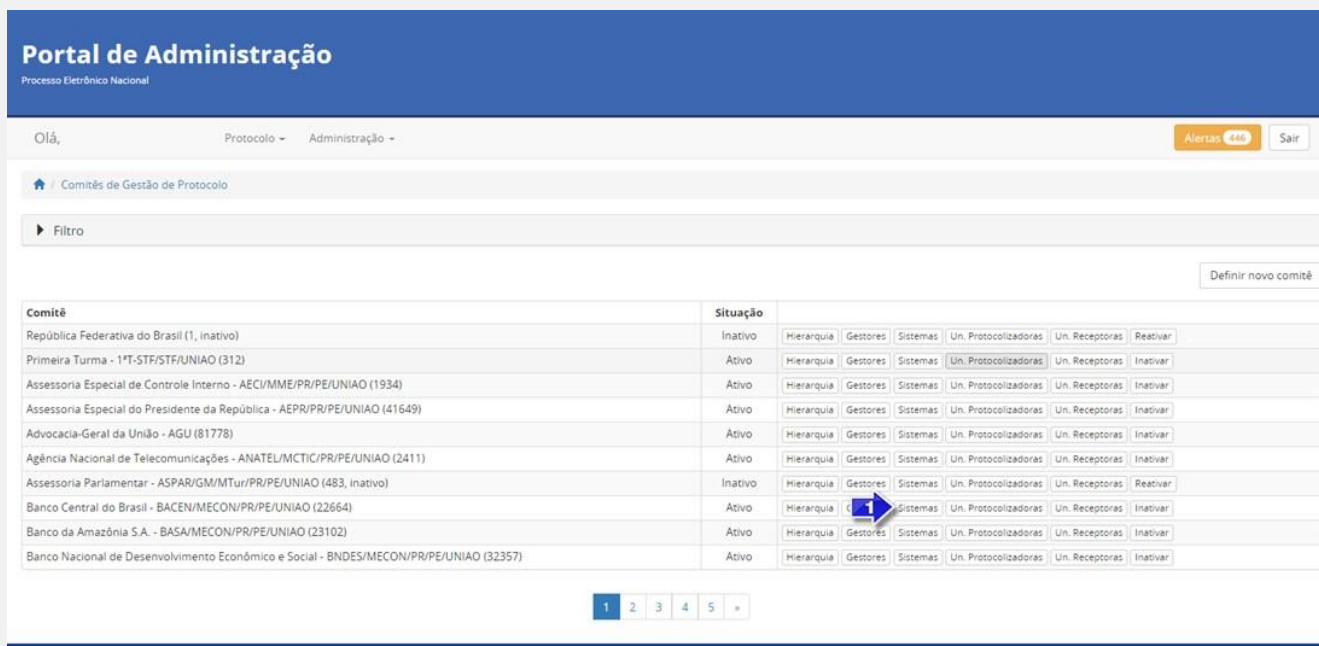 Portal de Administração
Processo Eletrônico Nacional
Olá, Protocolo Administração Alertas 446 Sair
/ Comitês de Gestão de Protocolo
Filtro
Definir novo comitê
Comitê Situação
República Federativa do Brasil (1, inativo) Inativo Hierarquia Gestores Sistemas Un. Protocolizadoras Un. Receptoras Reativar
Primeira Turma - 1ªT-STF/STF/UNIAO (312) Ativo Hierarquia Gestores Sistemas Un. Protocolizadoras Un. Receptoras Inativar
Assessoria Especial de Controle Interno - AECI/MME/PR/PE/UNIAO (1934) Ativo Hierarquia Gestores Sistemas Un. Protocolizadoras Un. Receptoras Inativar
Assessoria Especial do Presidente da República - AEPR/PR/PE/UNIAO (41649) Ativo Hierarquia Gestores Sistemas Un. Protocolizadoras Un. Receptoras Inativar
Advocacia-Geral da União - AGU (81778) Ativo Hierarquia Gestores Sistemas Un. Protocolizadoras Un. Receptoras Inativar
Agência Nacional de Telecomunicações - ANATEL/MCTIC/PR/PE/UNIAO (2411) Ativo Hierarquia Gestores Sistemas Un. Protocolizadoras Un. Receptoras Inativar
Assessoria Parlamentar - ASPAR/GM/MTur/PR/PE/UNIAO (483, inativo) Inativo Hierarquia Gestores Sistemas Un. Protocolizadoras Un. Receptoras Reativar
Banco Central do Brasil - BACEN/MECON/PR/PE/UNIAO (22664) Ativo Hierarquia 1 Sistemas Un. Protocolizadoras Un. Receptoras Inativar
Banco da Amazônia S.A. - BASA/MECON/PR/PE/UNIAO (23102) Ativo Hierarquia Gestores Sistemas Un. Protocolizadoras Un. Receptoras Inativar
Banco Nacional de Desenvolvimento Econômico e Social - BNDES/MECON/PR/PE/UNIAO (32357) Ativo Hierarquia Gestores Sistemas Un. Protocolizadoras Un. Receptoras Inativar
1 2 3 4 5 »